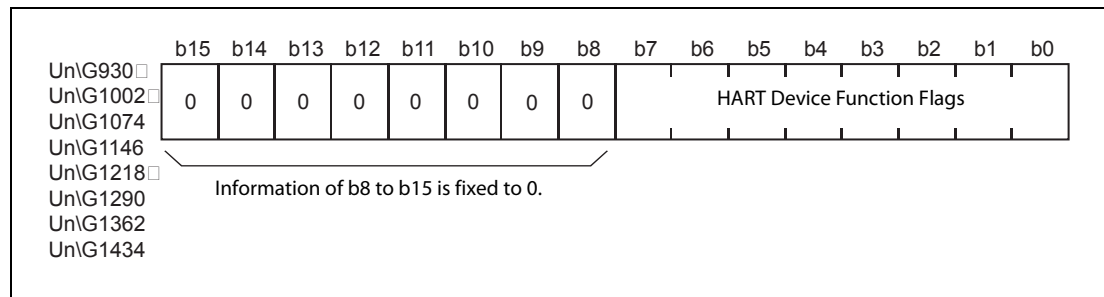 b15 b14 b13 b12 b11 b10 b9 b8 b7 b6 b5 b4 b3 b2 b1 b0
Un\G930□
Un\G1002□
Un\G1074
Un\G1146
Un\G1218□
Un\G1290
Un\G1362
Un\G1434
0 0 0 0 0 0 0 0 HART Device Function Flags
Information of b8 to b15 is fixed to 0.